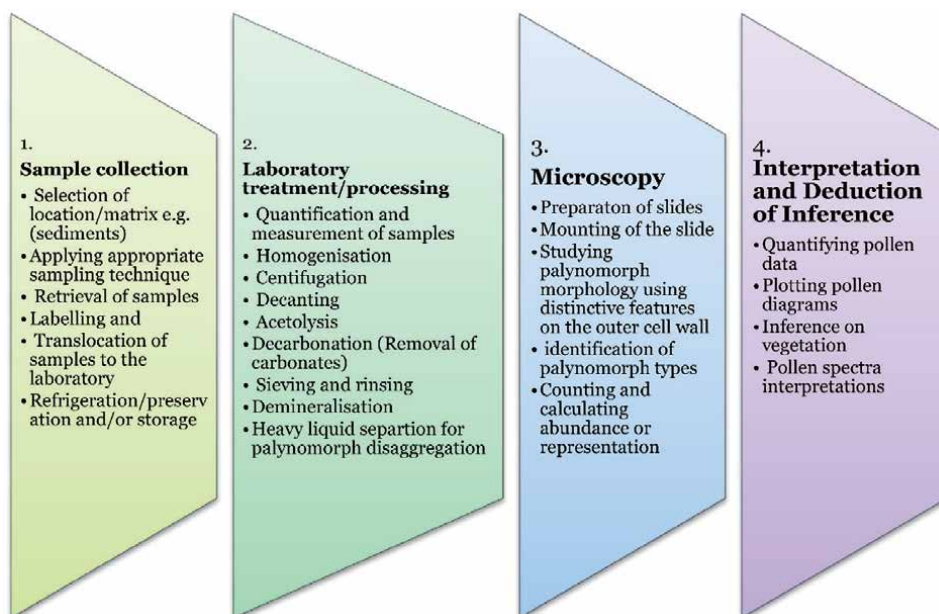 1.
Sample collection
• Selection of
location/matrix e.g.
(sediments)
• Applying appropriate
sampling technique
• Retrieval of samples
• Labelling and
• Translocation of
samples to the
laboratory
• Refrigeration/preserv
ation and/or storage
2.
Laboratory
treatment/processing
• Quantification and
measurement of samples
• Homogenisation
• Centifugation
• Decanting
• Acetolysis
• Decarbonation (Removal of
carbonates)
• Sieving and rinsing
• Demineralisation
• Heavy liquid separtion for
palynomorph disaggregation
3.
Microscopy
• Preparaton of slides
• Mounting of the slide
• Studying
palynomorph
morphology using
distinctive features
on the outer cell wall
• identification of
palynomorph types
• Counting and
calculating
abundance or
representation
4.
Interpretation
and Deduction
of Inference
• Quantifying pollen
data
• Plotting pollen
diagrams
• Inference on
vegetation
• Pollen spectra
interpretations